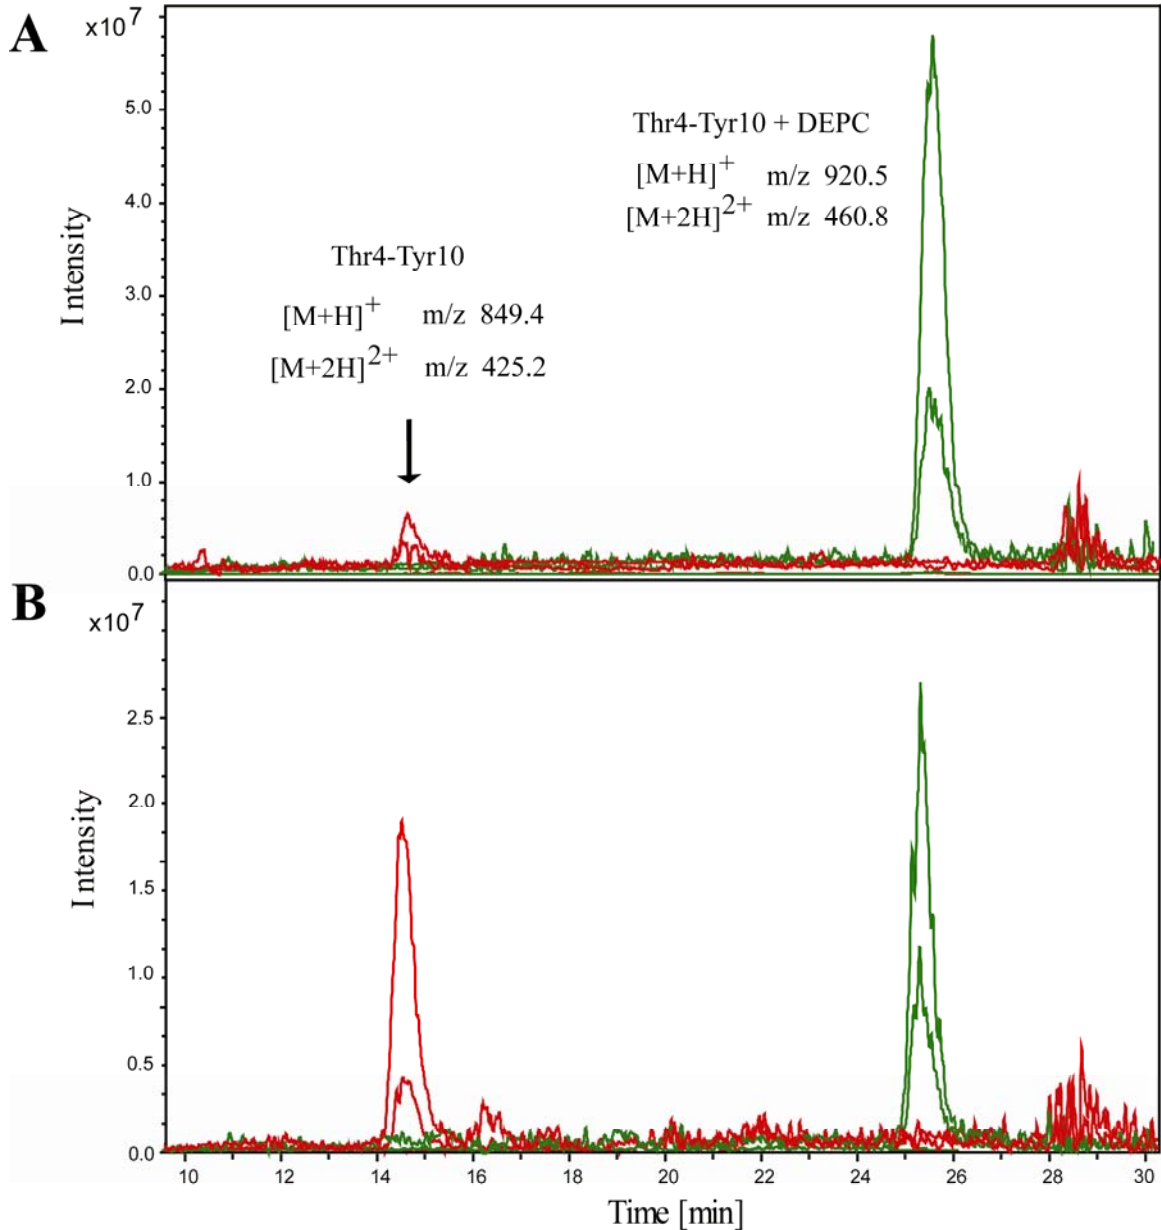 A
x10^7
5.0
4.0
3.0
2.0
1.0
0.0
Intensity
Thr4-Tyr10
[M+H]^+ m/z 849.4
[M+2H]^2+ m/z 425.2
Thr4-Tyr10 + DEPC
[M+H]^+ m/z 920.5
[M+2H]^2+ m/z 460.8
B
x10^7
2.5
2.0
1.5
1.0
0.5
0.0
Intensity
10 12 14 16 18 20 22 24 26 28 30
Time [min]